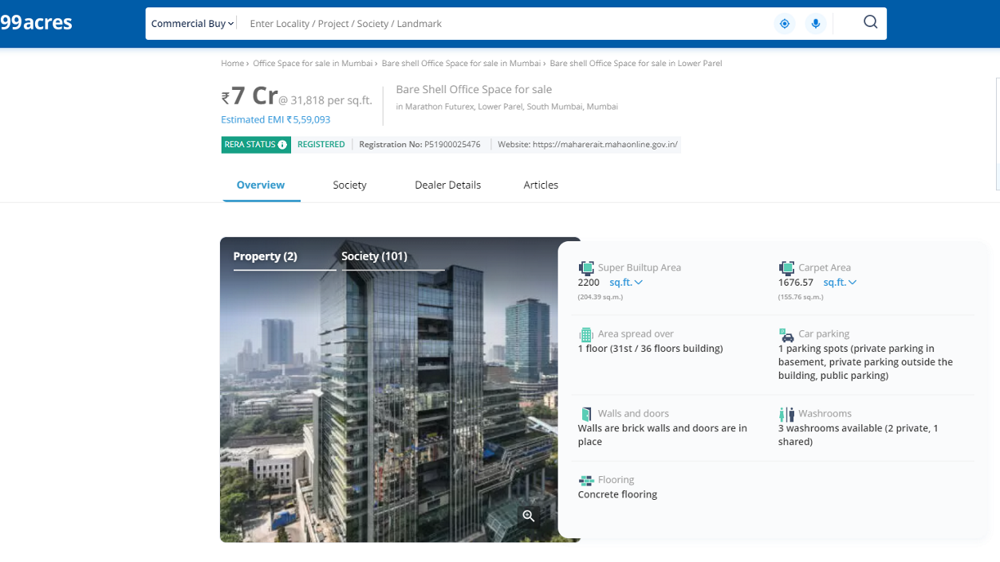 99acres
Commercial Buy
Enter Locality / Project / Society / Landmark
Home › Office Space for sale in Mumbai › Bare shell Office Space for sale in Mumbai › Bare shell Office Space for sale in Lower Parel
₹7 Cr@ 31,818 per sq.ft.
Estimated EMI ₹5,59,093
Bare Shell Office Space for sale
in Marathon Futurex, Lower Parel, South Mumbai, Mumbai
RERA STATUS REGISTERED Registration No: P51900025476 Website: https://maharerait.mahaonline.gov.in/
Overview Society Dealer Details Articles
Property (2) Society (101)
99acres
Super Builtup Area
2200 sq.ft.
(204.39 sq.m.)
Carpet Area
1676.57 sq.ft.
(155.76 sq.m.)
Area spread over
1 floor (31st / 36 floors building)
Car parking
1 parking spots (private parking in
basement, private parking outside the
building, public parking)
Walls and doors
Walls are brick walls and doors are in
place
Washrooms
3 washrooms available (2 private, 1
shared)
Flooring
Concrete flooring